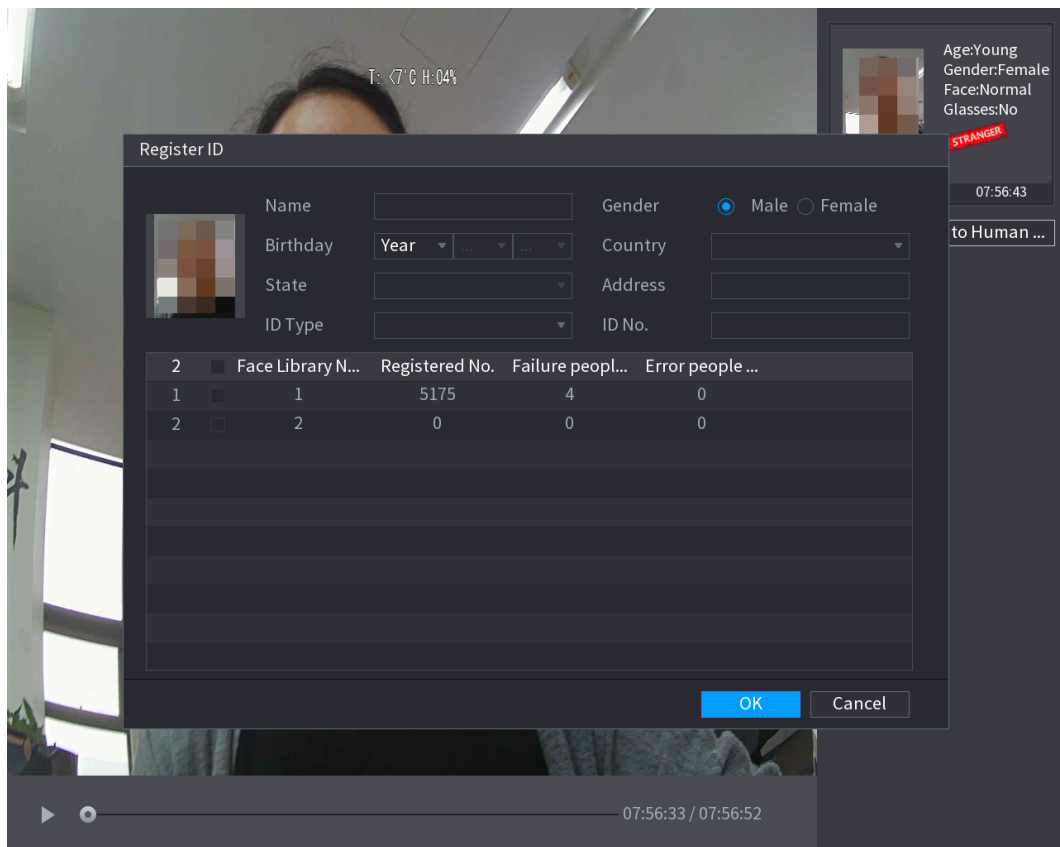 T: <7°C H:04%
Age:Young
Gender:Female
Face:Normal
Glasses:No
STRANGER
07:56:43
to Human ...
Register ID
Name
Gender Male Female
Birthday Year ... ... Country
State Address
ID Type ID No.
2 Face Library N... Registered No. Failure peopl... Error people ...
1 1 5175 4 0
2 2 0 0 0
OK Cancel
07:56:33 / 07:56:52